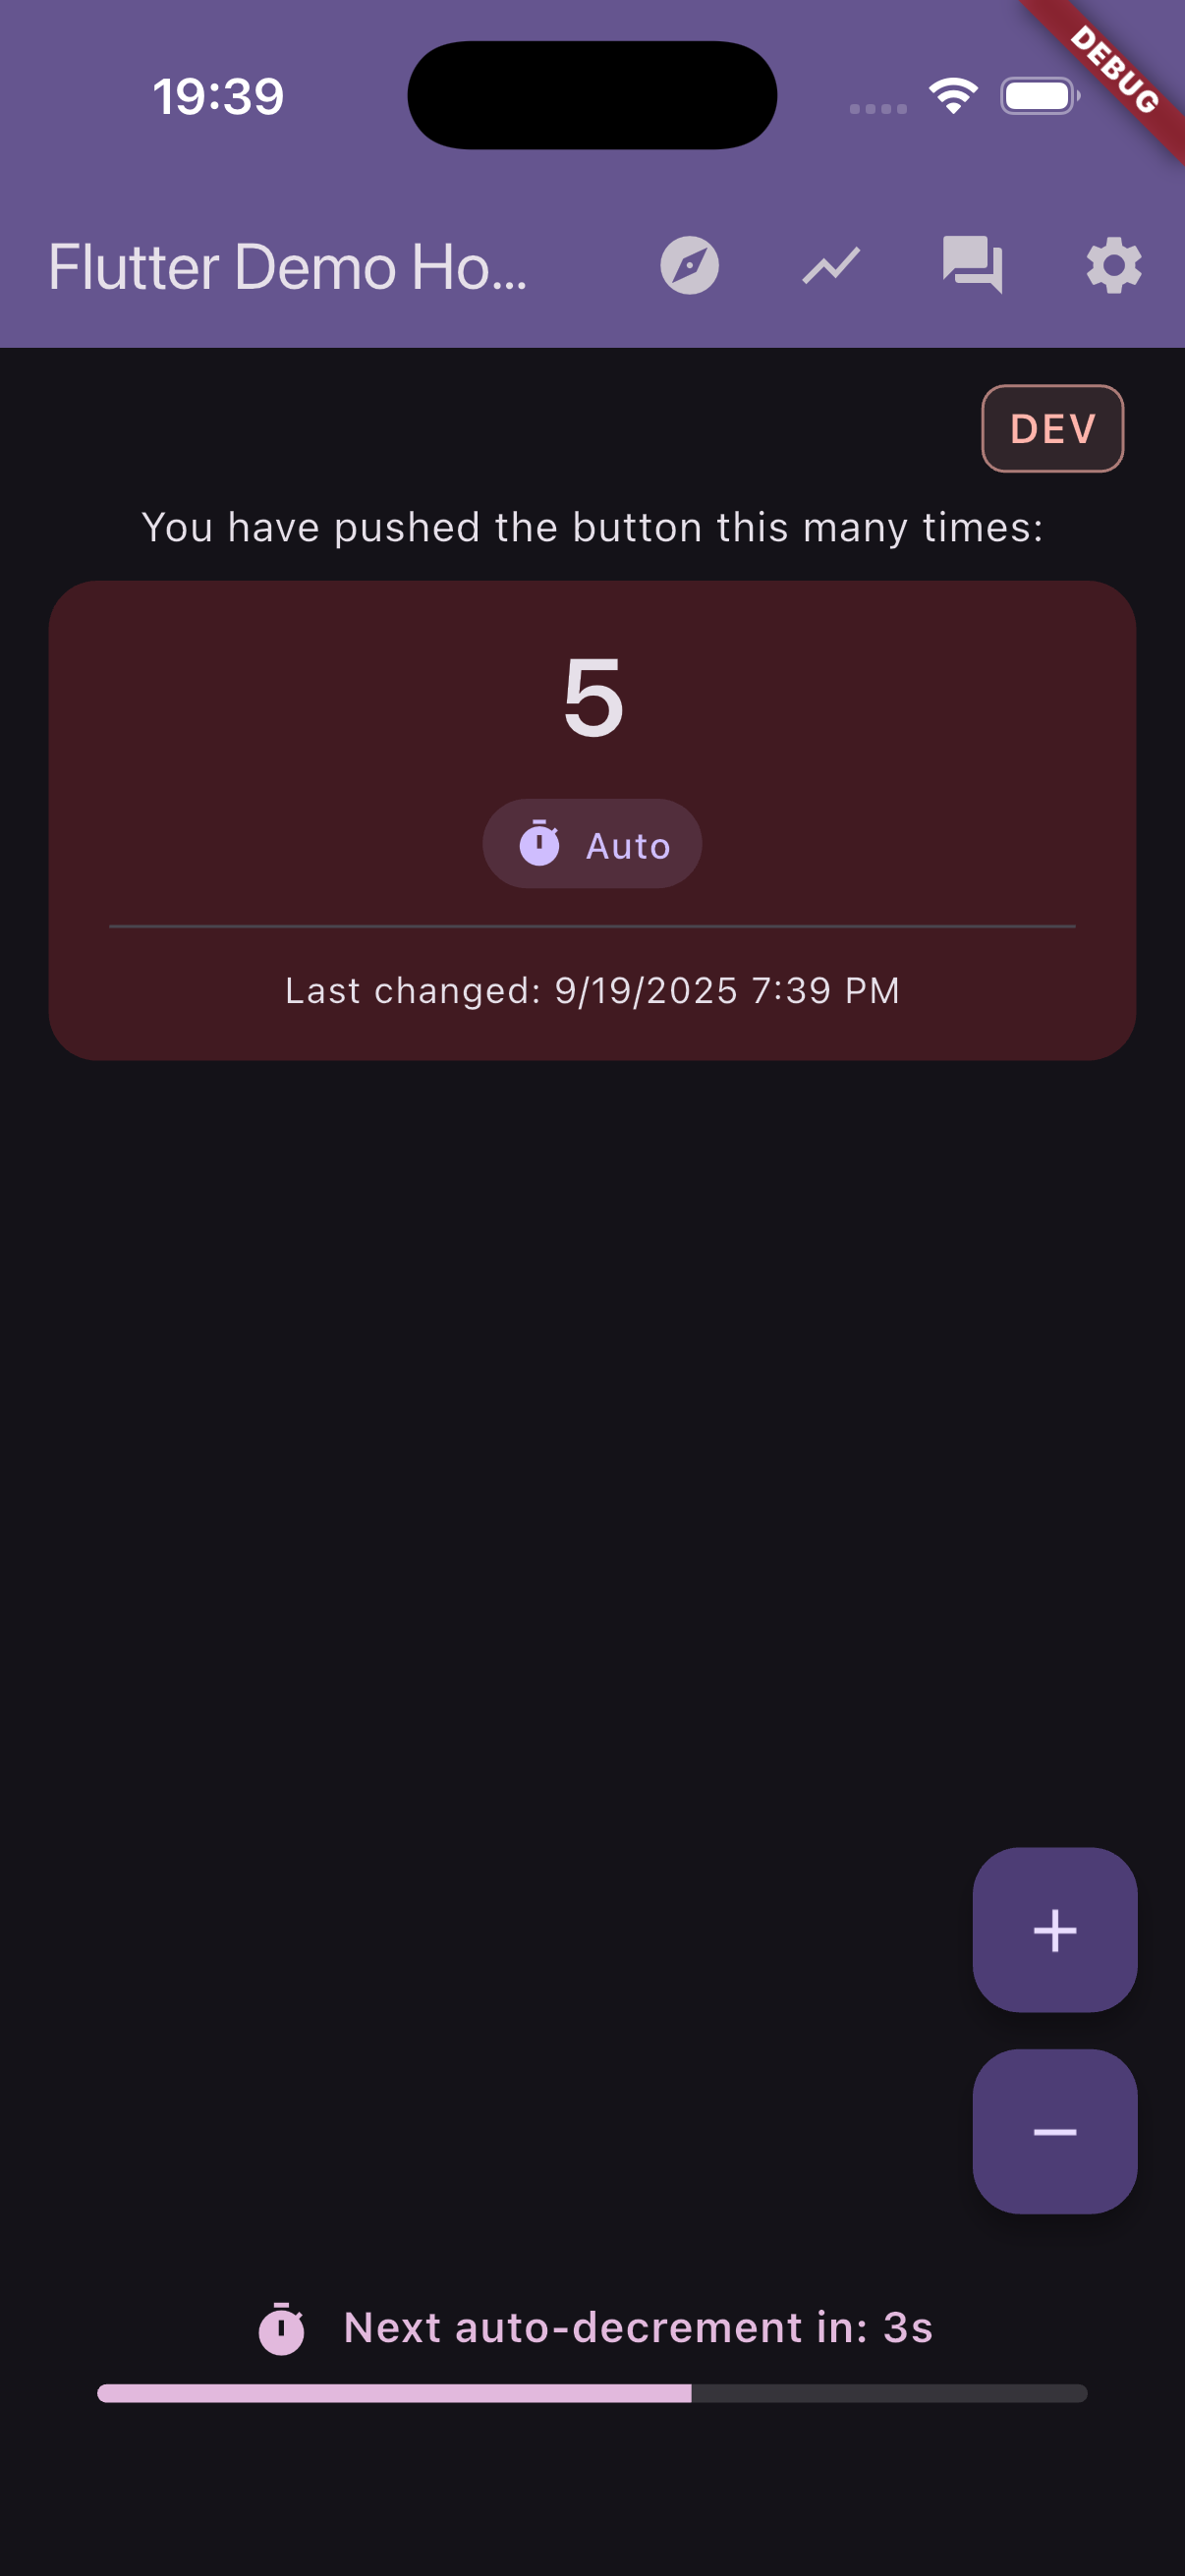 19:39
DEBUG
Flutter Demo Ho...
DEV
You have pushed the button this many times:
5
Auto
Last changed: 9/19/2025 7:39 PM
+
−
Next auto-decrement in: 3s